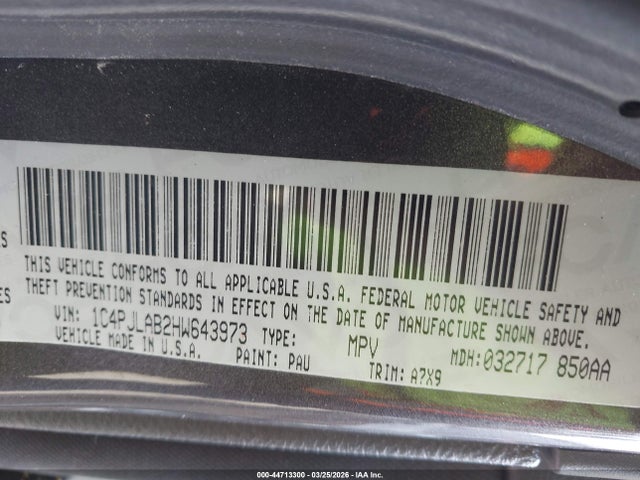 THIS VEHICLE CONFORMS TO ALL APPLICABLE U.S.A. FEDERAL MOTOR VEHICLE SAFETY AND
THEFT PREVENTION STANDARDS IN EFFECT ON THE DATE OF MANUFACTURE SHOWN ABOVE.
VIN: 1C4PJLAB2HW643973 TYPE: MPV MDH:032717 850AA
VEHICLE MADE IN U.S.A. PAINT: PAU TRIM: A7X9
000-44713300 - 03/25/2026 - IAA Inc.